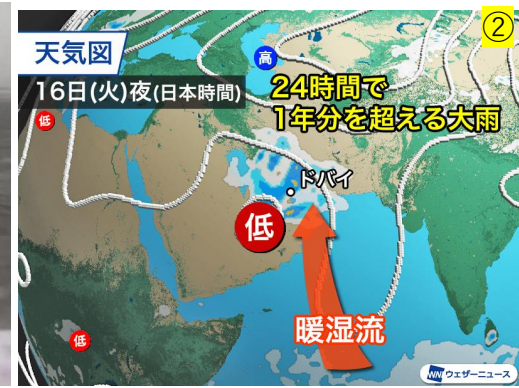 ②
天気図
16日(火)夜(日本時間)
24時間で
1年分を超える大雨
高
低
ドバイ
低
暖湿流
低
WNI ウェザーニュース